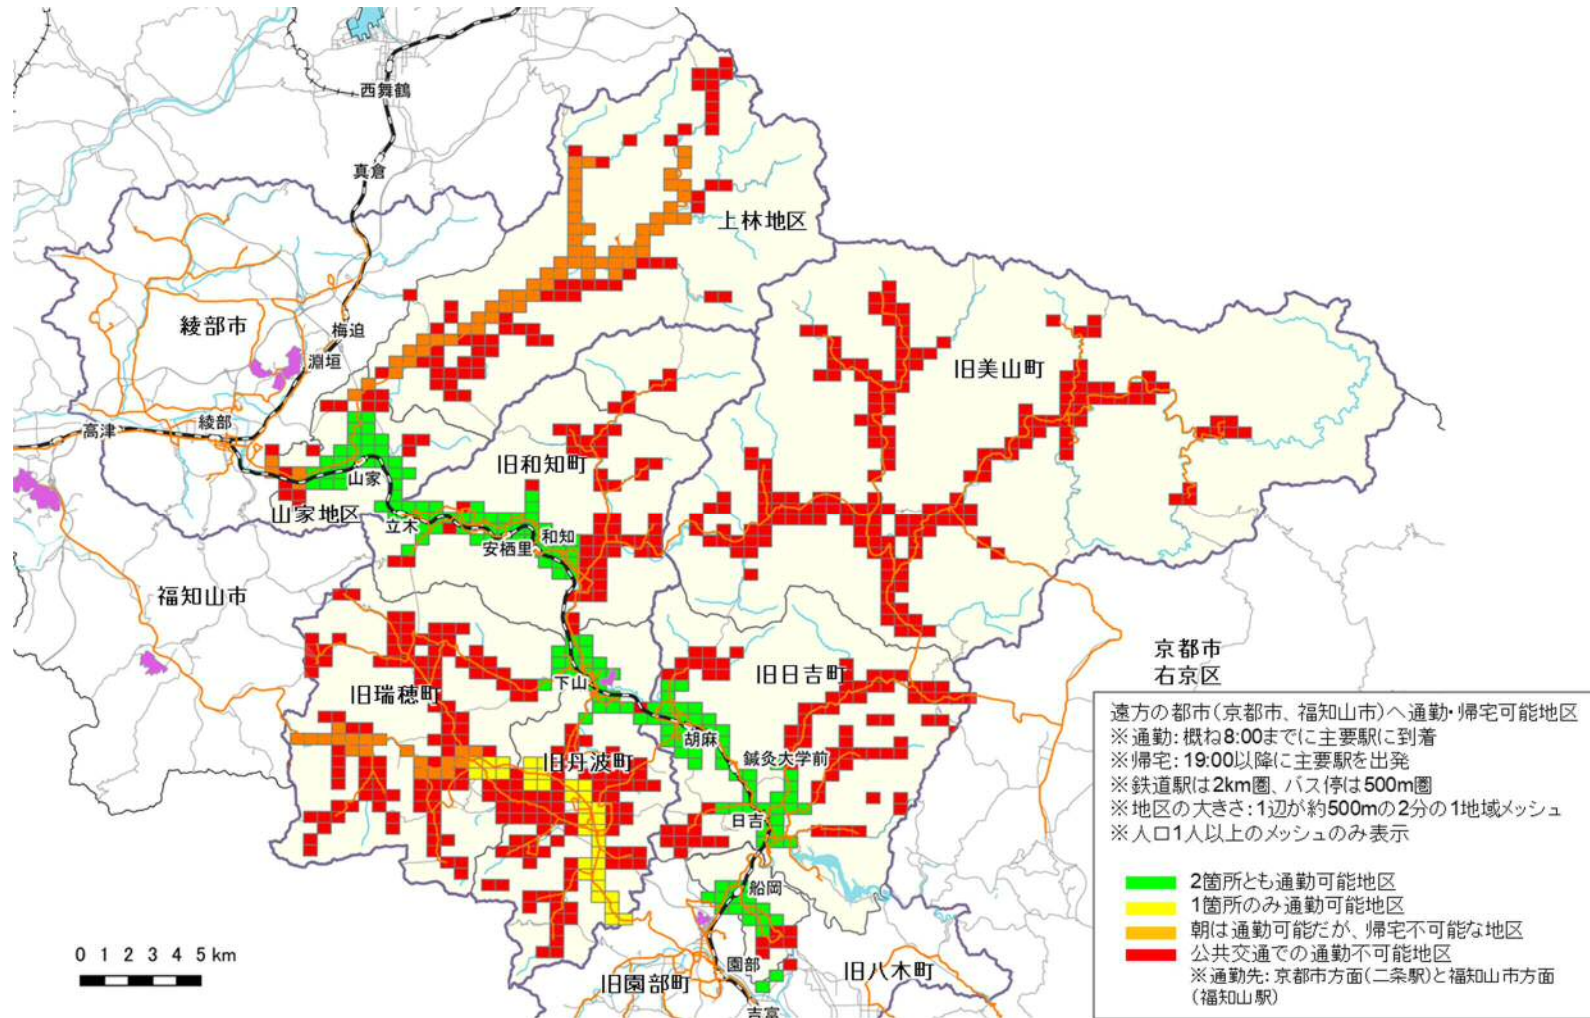 西舞鶴
真倉
上林地区
綾部市
梅迫
淵垣
旧美山町
高津
綾部
旧和知町
山家
山家地区
立木
安栖里
和知
福知山市
京都市
右京区
旧日吉町
下山
旧瑞穂町
胡麻
鍼灸大学前
旧丹波町
日吉
船岡
園部
旧園部町
旧八木町
吉富
0 1 2 3 4 5 km
遠方の都市(京都市、福知山市)へ通勤・帰宅可能地区
※通勤:概ね8:00までに主要駅に到着
※帰宅:19:00以降に主要駅を出発
※鉄道駅は2km圏、バス停は500m圏
※地区の大きさ:1辺が約500mの2分の1地域メッシュ
※人口1人以上のメッシュのみ表示
2箇所とも通勤可能地区
1箇所のみ通勤可能地区
朝は通勤可能だが、帰宅不可能な地区
公共交通での通勤不可能地区
※通勤先:京都市方面(二条駅)と福知山市方面
(福知山駅)